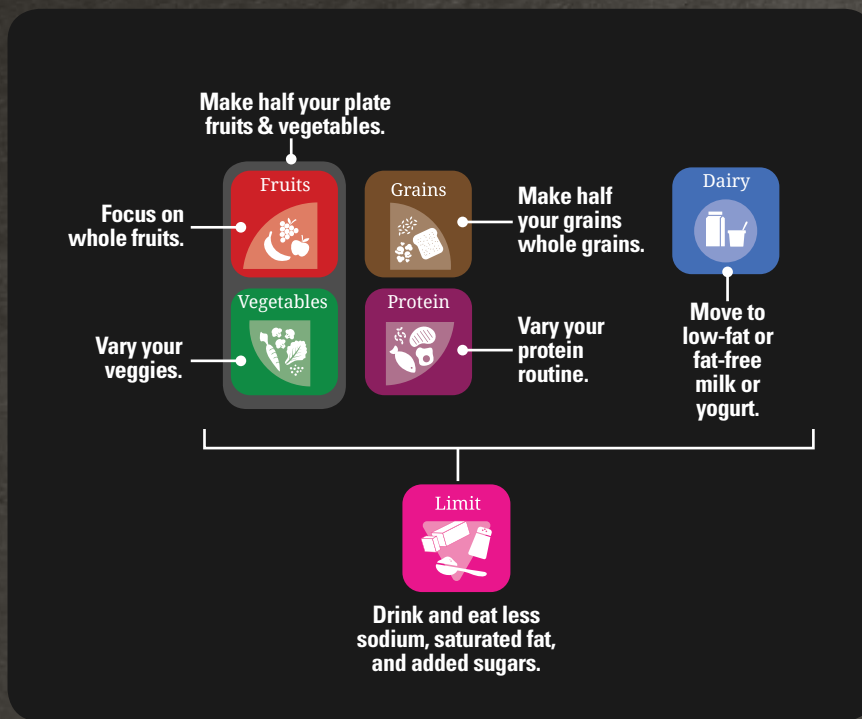 Make half your plate
fruits & vegetables.
Fruits
Focus on
whole fruits.
Grains
Make half
your grains
whole grains.
Dairy
Move to
low-fat or
fat-free
milk or
yogurt.
Vegetables
Vary your
veggies.
Protein
Vary your
protein
routine.
Limit
Drink and eat less
sodium, saturated fat,
and added sugars.